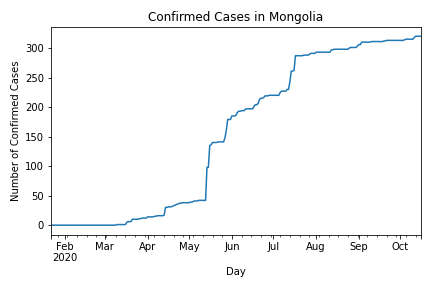 Confirmed Cases in Mongolia
Number of Confirmed Cases
300
250
200
150
100
50
0
Feb Mar Apr May Jun Jul Aug Sep Oct
2020
Day